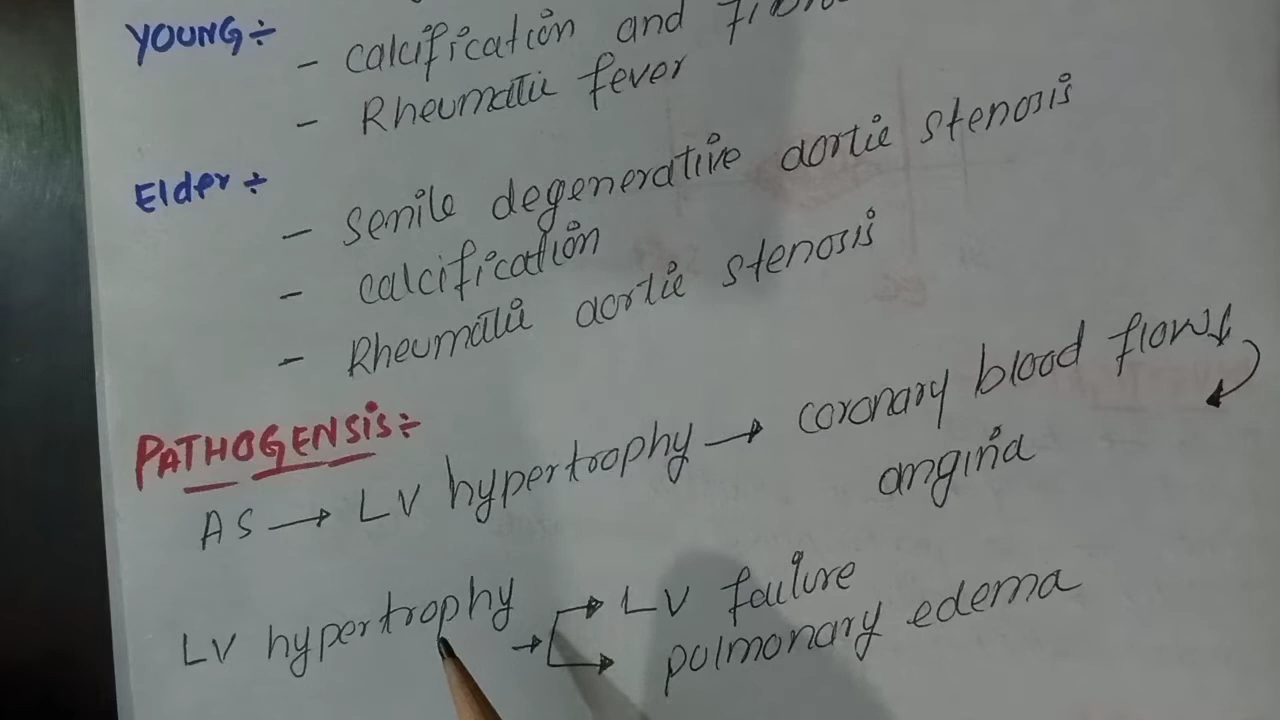 YOUNG÷
- calcification and
- Rheumatic fever
Elder÷
- senile degenerative aortic stenosis
- calcification
- Rheumatic aortic stenosis
PATHOGENSIS÷
AS → LV hypertrophy → coronary blood flow↓
angina
LV hypertrophy → LV failure
pulmonary edema